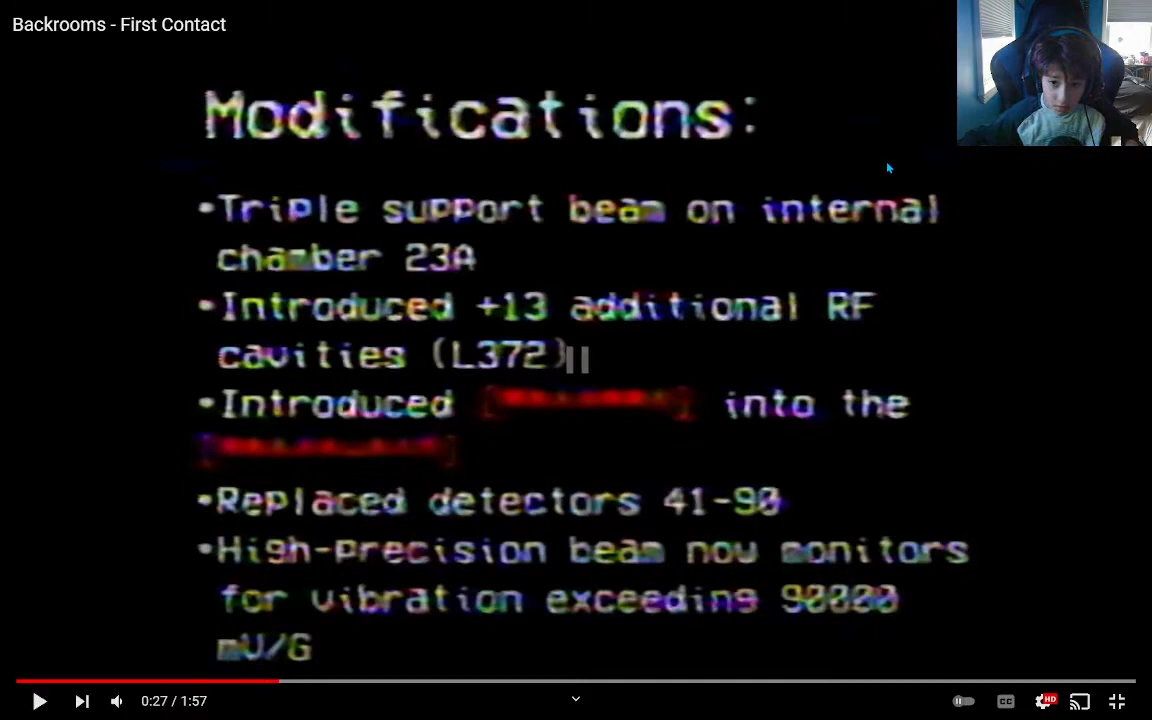 Backrooms - First Contact
Modifications:
•Triple support beam on internal
chamber 23A
•Introduced +13 additional RF
cavities (L372)
•Introduced [ ] into the
[ ]
•Replaced detectors 41-90
•High-precision beam now monitors
for vibration exceeding 90000
mV/G
0:27 / 1:57
CC
HD